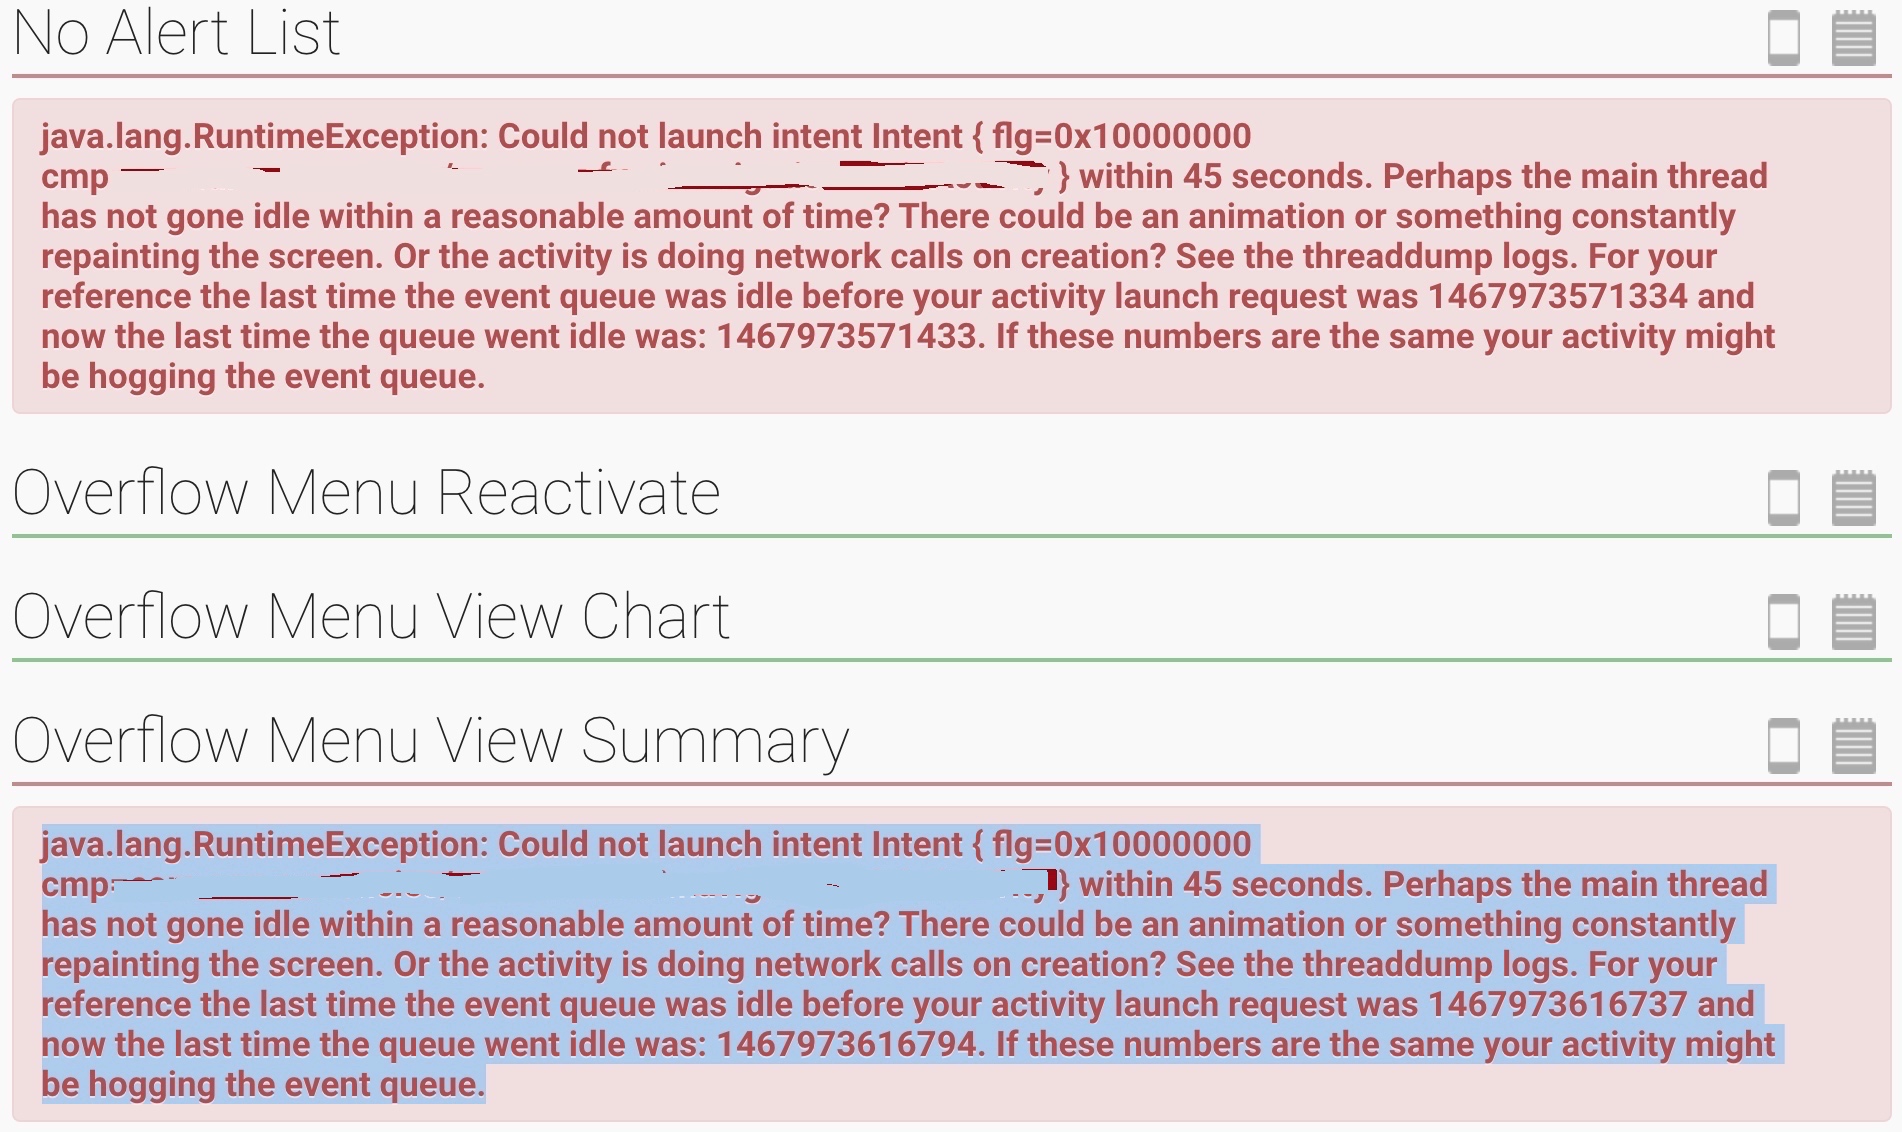 No Alert List
java.lang.RuntimeException: Could not launch intent Intent { flg=0x10000000
cmp } within 45 seconds. Perhaps the main thread
has not gone idle within a reasonable amount of time? There could be an animation or something constantly
repainting the screen. Or the activity is doing network calls on creation? See the threaddump logs. For your
reference the last time the event queue was idle before your activity launch request was 1467973571334 and
now the last time the queue went idle was: 1467973571433. If these numbers are the same your activity might
be hogging the event queue.
Overflow Menu Reactivate
Overflow Menu View Chart
Overflow Menu View Summary
java.lang.RuntimeException: Could not launch intent Intent { flg=0x10000000
cmp= } within 45 seconds. Perhaps the main thread
has not gone idle within a reasonable amount of time? There could be an animation or something constantly
repainting the screen. Or the activity is doing network calls on creation? See the threaddump logs. For your
reference the last time the event queue was idle before your activity launch request was 1467973616737 and
now the last time the queue went idle was: 1467973616794. If these numbers are the same your activity might
be hogging the event queue.